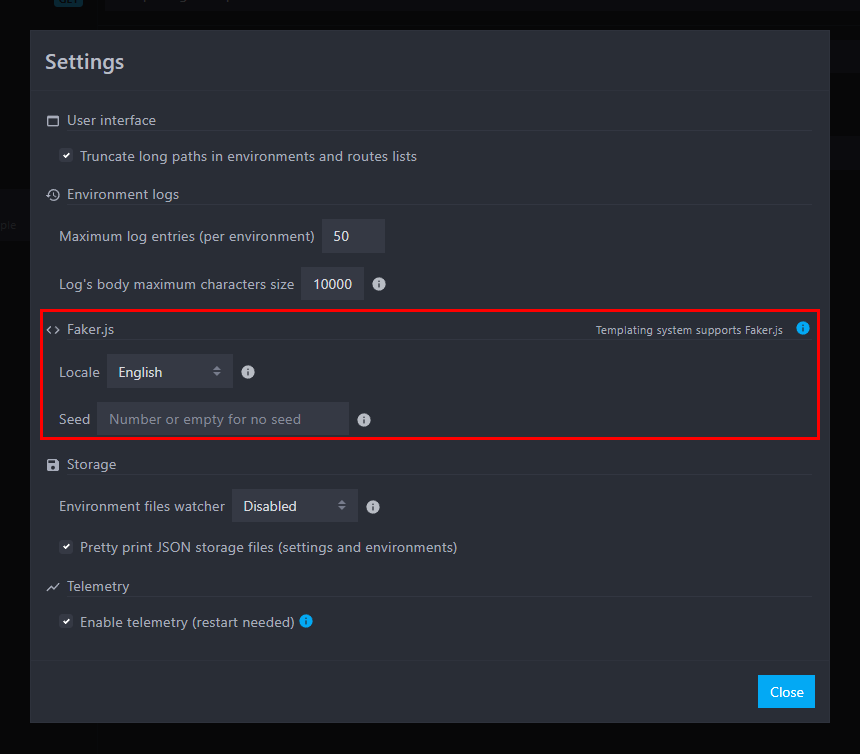 Settings
User interface
Truncate long paths in environments and routes lists
Environment logs
Maximum log entries (per environment) 50
Log's body maximum characters size 10000
Faker.js Templating system supports Faker.js
Locale English
Seed Number or empty for no seed
Storage
Environment files watcher Disabled
Pretty print JSON storage files (settings and environments)
Telemetry
Enable telemetry (restart needed)
Close